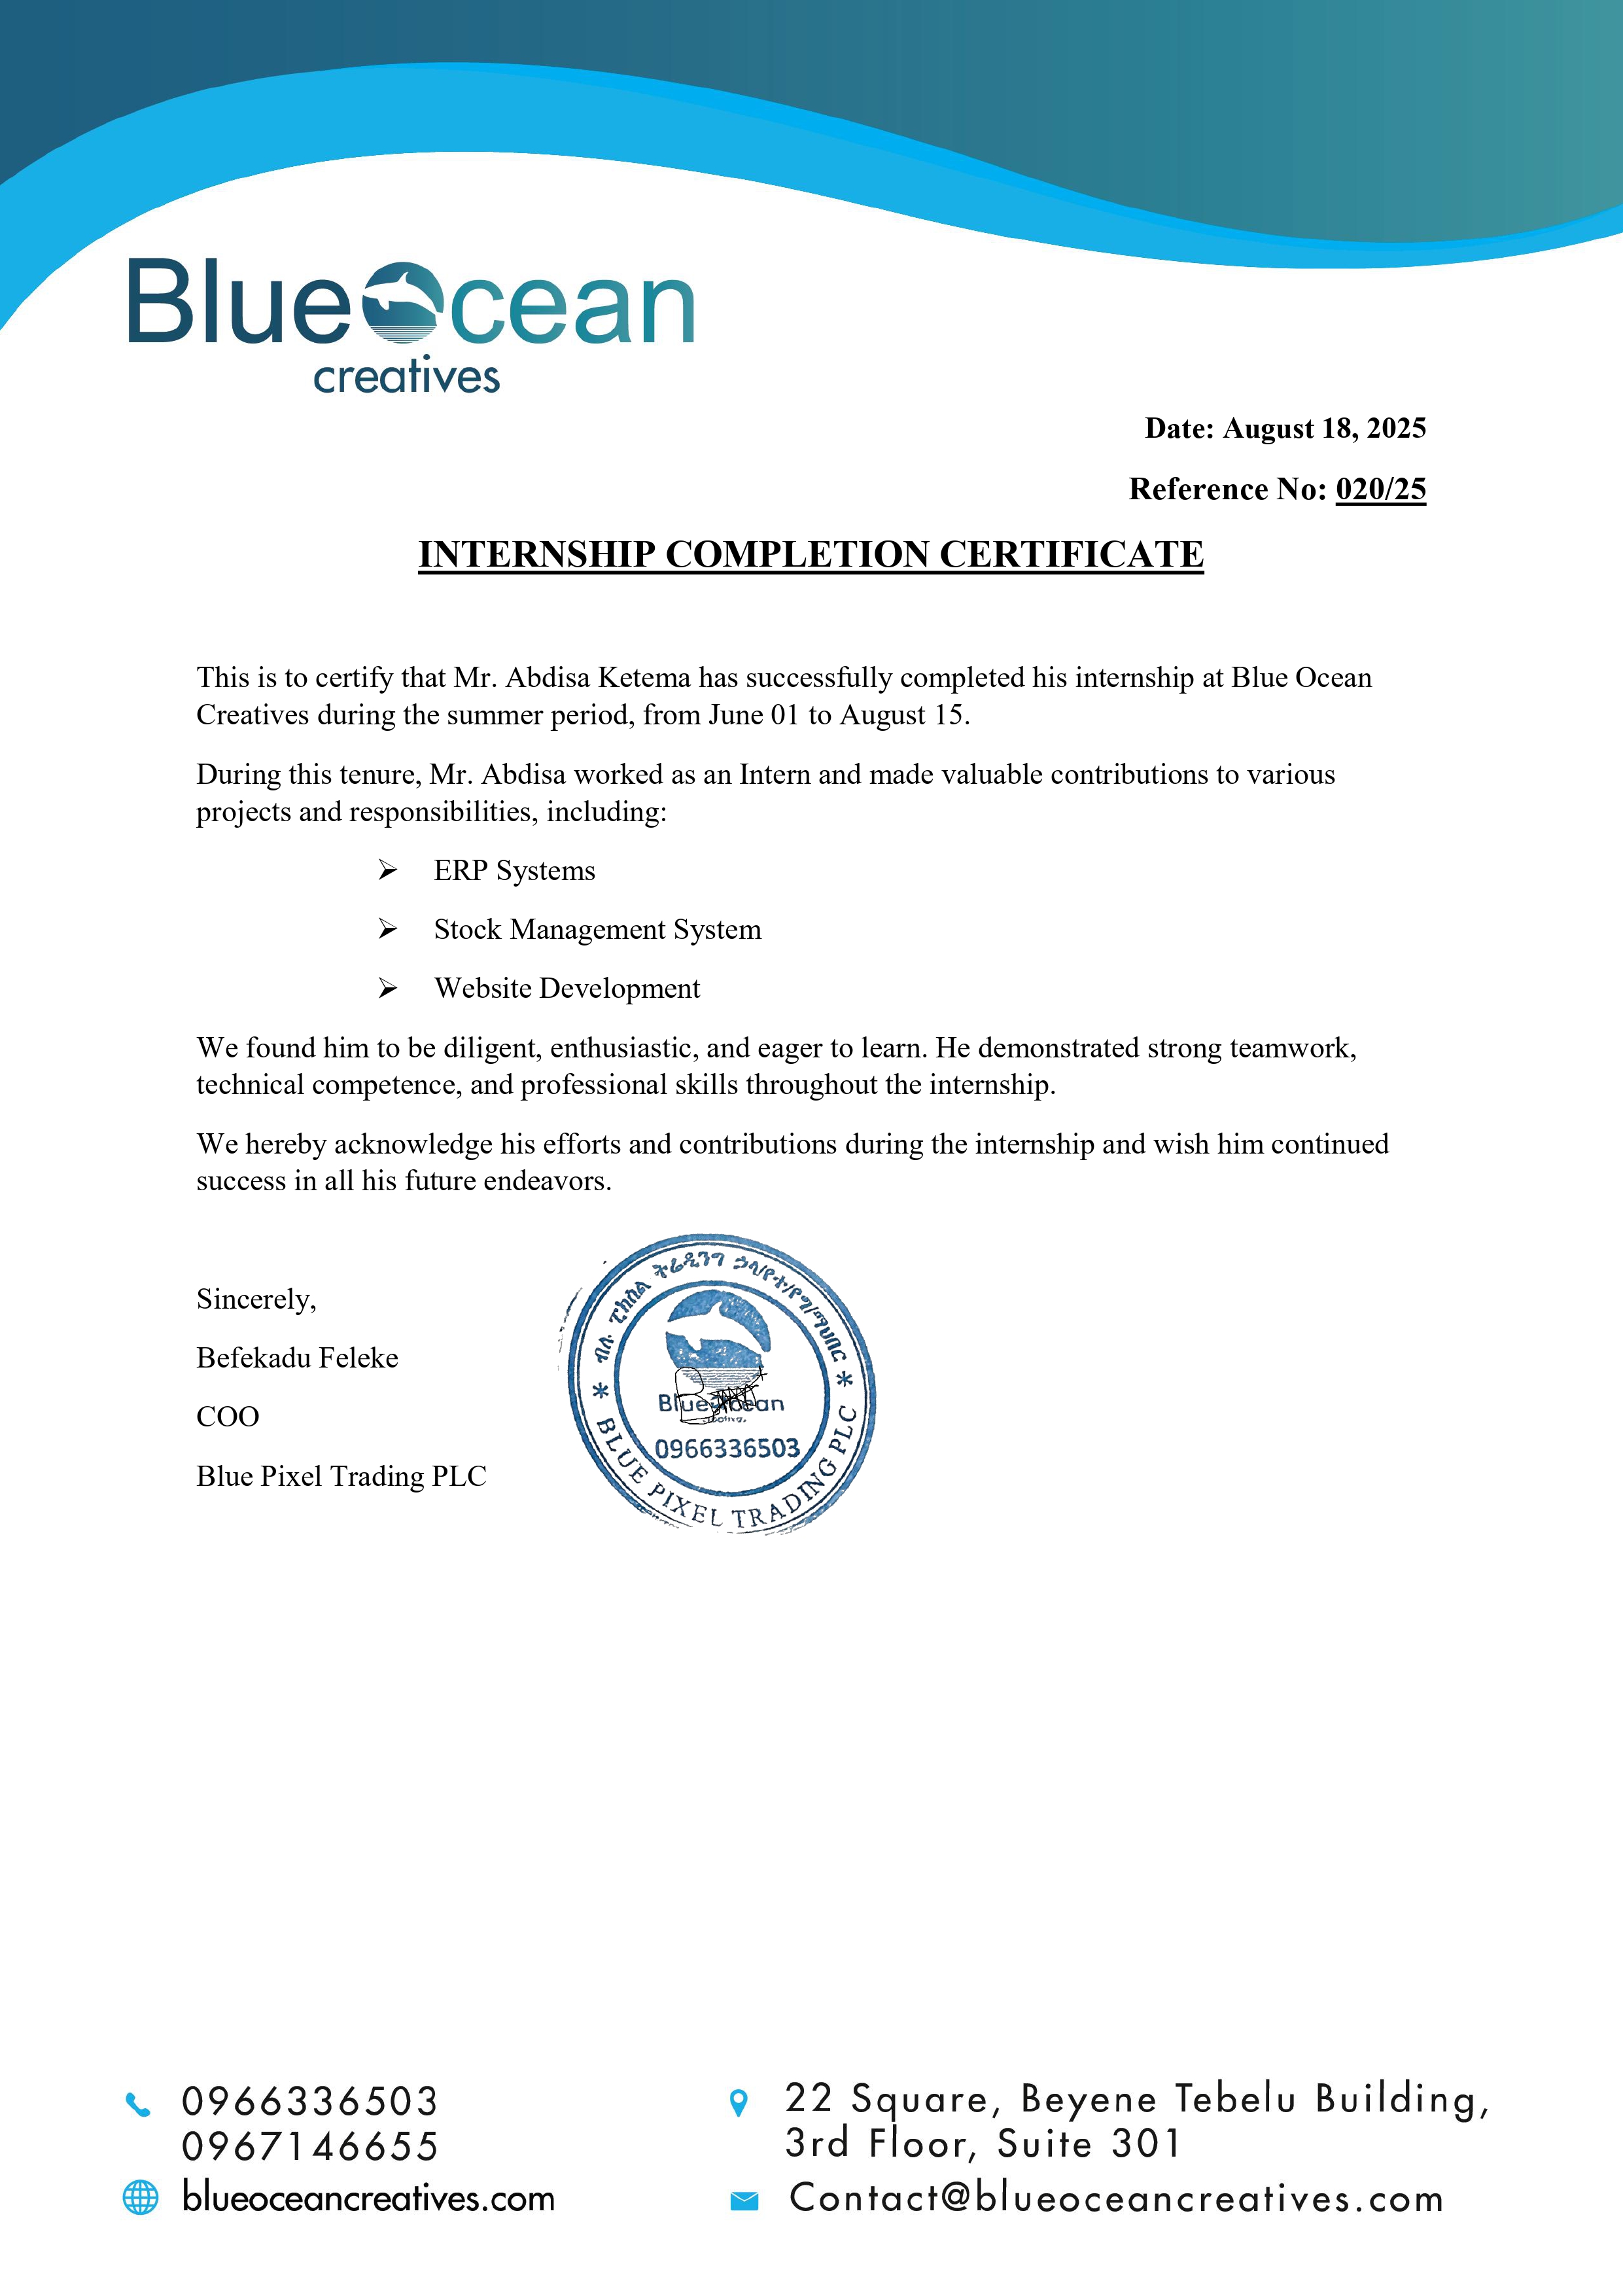 Blue Ocean
creatives
Date: August 18, 2025
Reference No: 020/25
INTERNSHIP COMPLETION CERTIFICATE
This is to certify that Mr. Abdisa Ketema has successfully completed his internship at Blue Ocean
Creatives during the summer period, from June 01 to August 15.
During this tenure, Mr. Abdisa worked as an Intern and made valuable contributions to various
projects and responsibilities, including:
➢ ERP Systems
➢ Stock Management System
➢ Website Development
We found him to be diligent, enthusiastic, and eager to learn. He demonstrated strong teamwork,
technical competence, and professional skills throughout the internship.
We hereby acknowledge his efforts and contributions during the internship and wish him continued
success in all his future endeavors.
Sincerely,
Befekadu Feleke
COO
Blue Pixel Trading PLC
ብሉ ፒክስል ትሬዲንግ ኃላ/የተ/የግ/ማህበር
Blue Ocean
0966336503
* BLUE PIXEL TRADING PLC *
0966336503
0967146655
blueoceancreatives.com
22 Square, Beyene Tebelu Building,
3rd Floor, Suite 301
Contact@blueoceancreatives.com